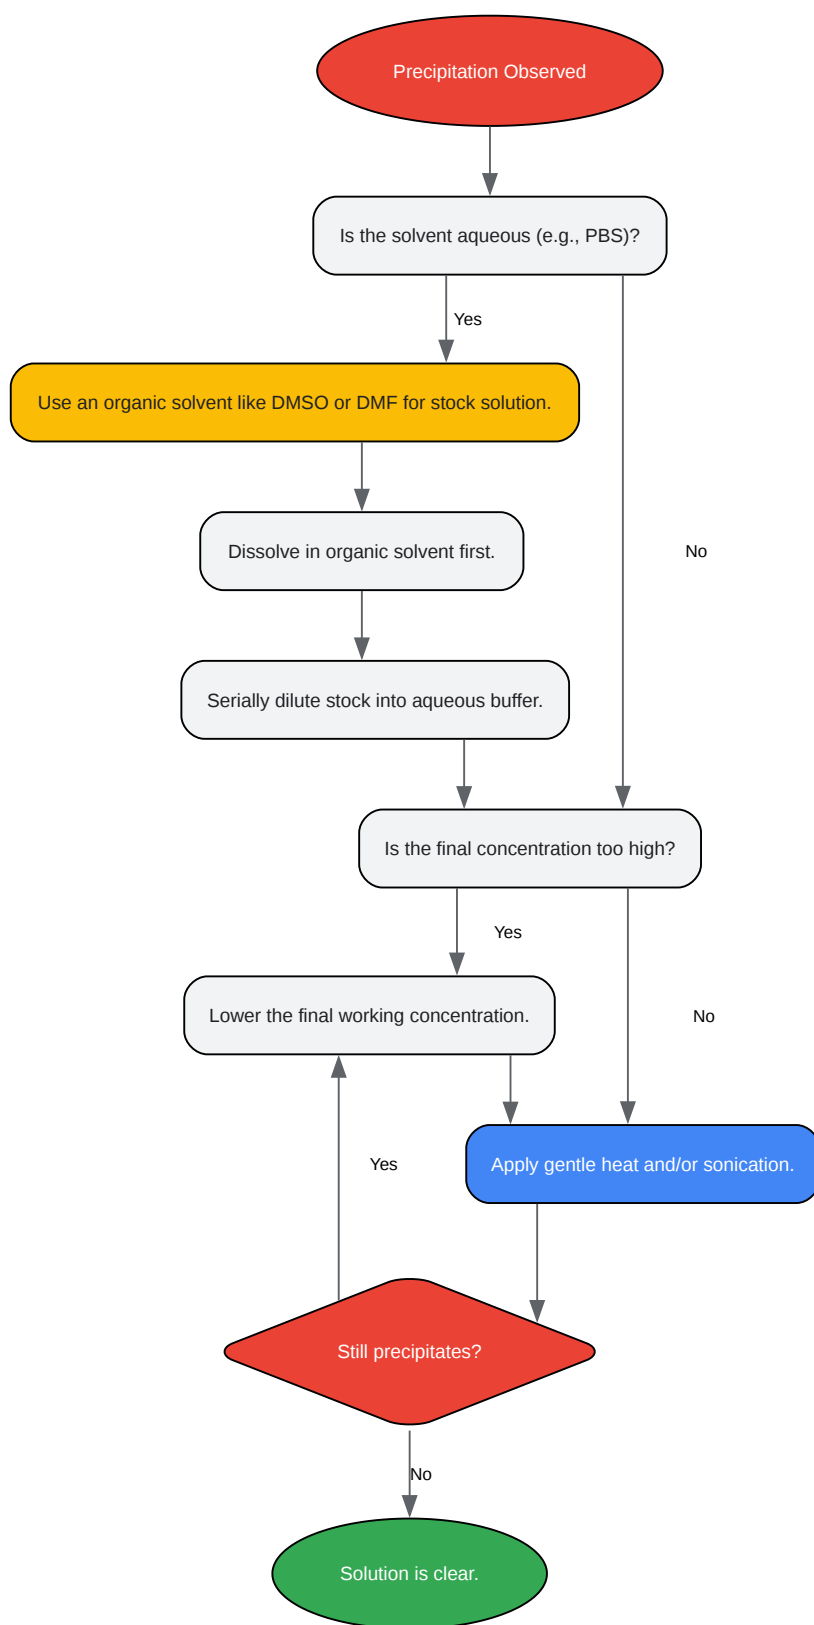 Precipitation Observed
Is the solvent aqueous (e.g., PBS)?
Yes
Use an organic solvent like DMSO or DMF for stock solution.
Dissolve in organic solvent first.
No
Serially dilute stock into aqueous buffer.
Is the final concentration too high?
Yes
Lower the final working concentration.
No
Yes
Apply gentle heat and/or sonication.
Still precipitates?
No
Solution is clear.